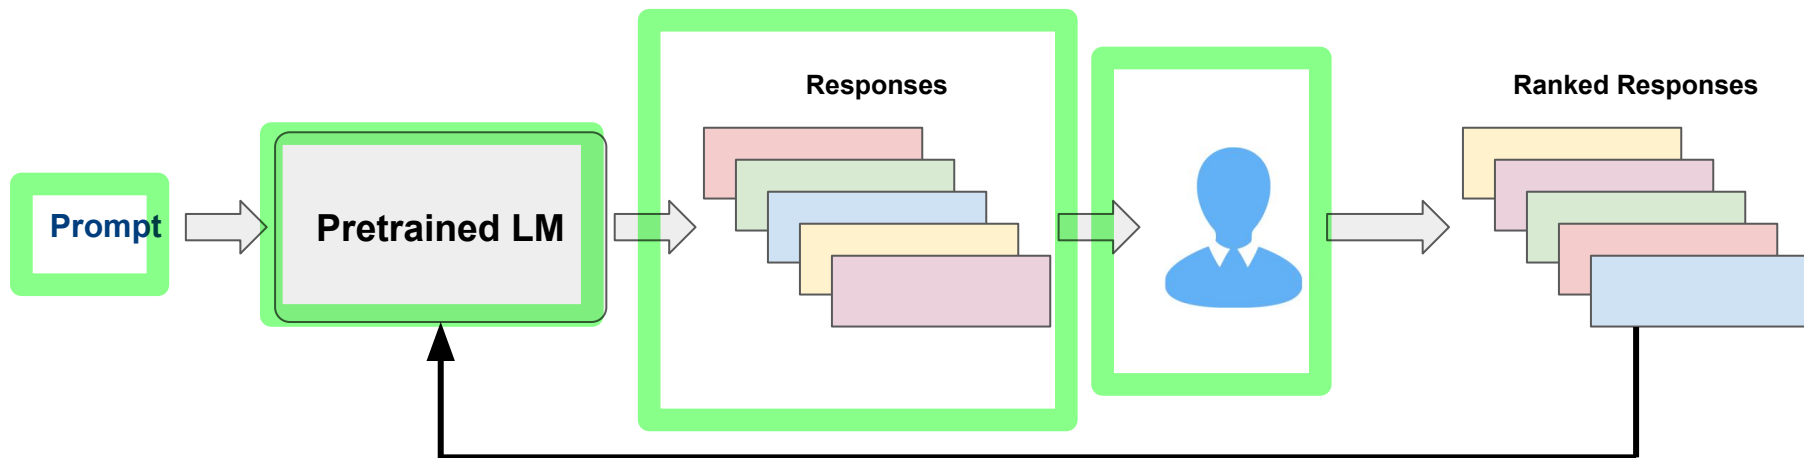 Prompt
Pretrained LM
Responses
Ranked Responses